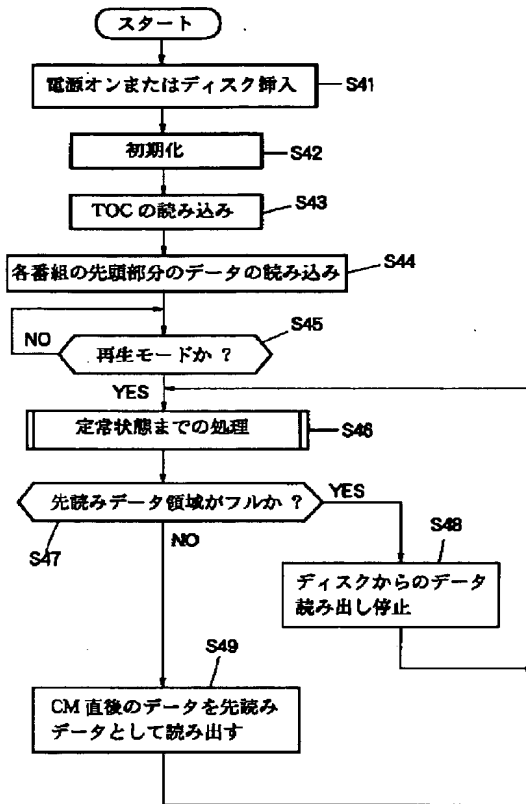 スタート
電源オンまたはディスク挿入
S41
初期化
S42
TOCの読み込み
S43
各番組の先頭部分のデータの読み込み
S44
S45
NO
再生モードか ?
YES
定常状態までの処理
S46
先読みデータ領域がフルか ?
YES
S47
NO
S48
ディスクからのデータ
読み出し停止
S49
CM直後のデータを先読み
データとして読み出す